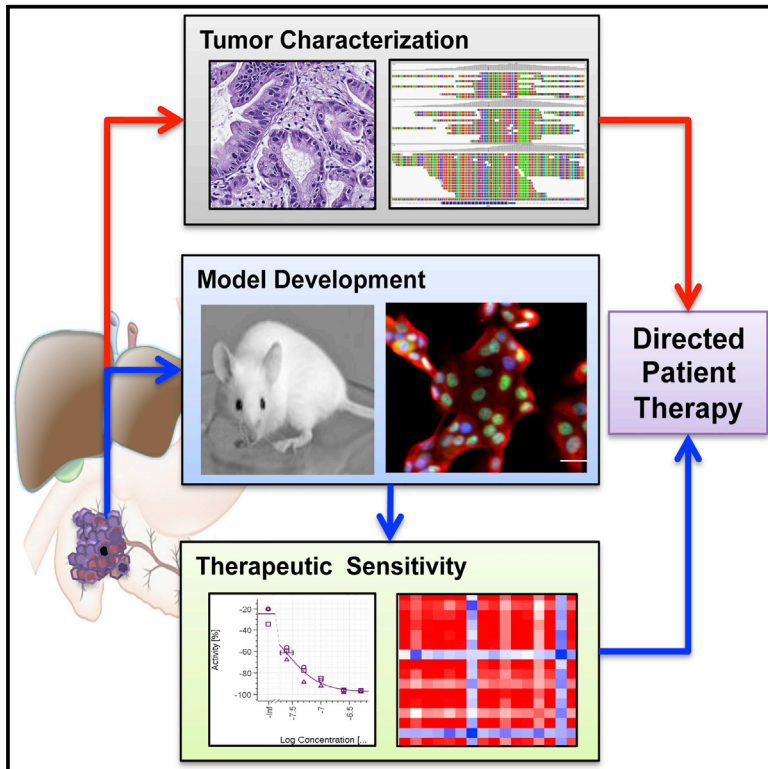 Tumor Characterization
Model Development
Directed
Patient
Therapy
Therapeutic Sensitivity
Activity [%]
-20
-40
-60
-80
-100
-Inf
-7.5
-7
-6.5
Log Concentration [...